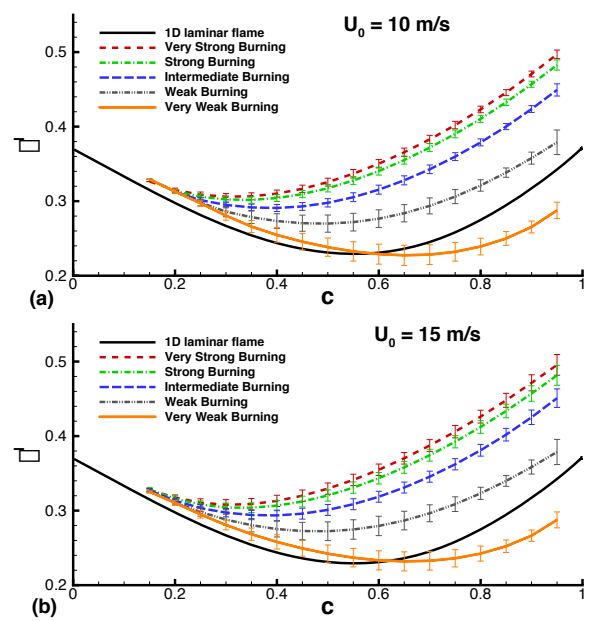 U₀ = 10 m/s
1D laminar flame
Very Strong Burning
Strong Burning
Intermediate Burning
Weak Burning
Very Weak Burning
0.5
0.4
0.3
0.2
0 0.2 0.4 0.6 0.8 1
(a)
c
U₀ = 15 m/s
1D laminar flame
Very Strong Burning
Strong Burning
Intermediate Burning
Weak Burning
Very Weak Burning
0.5
0.4
0.3
0.2
0 0.2 0.4 0.6 0.8 1
(b)
c